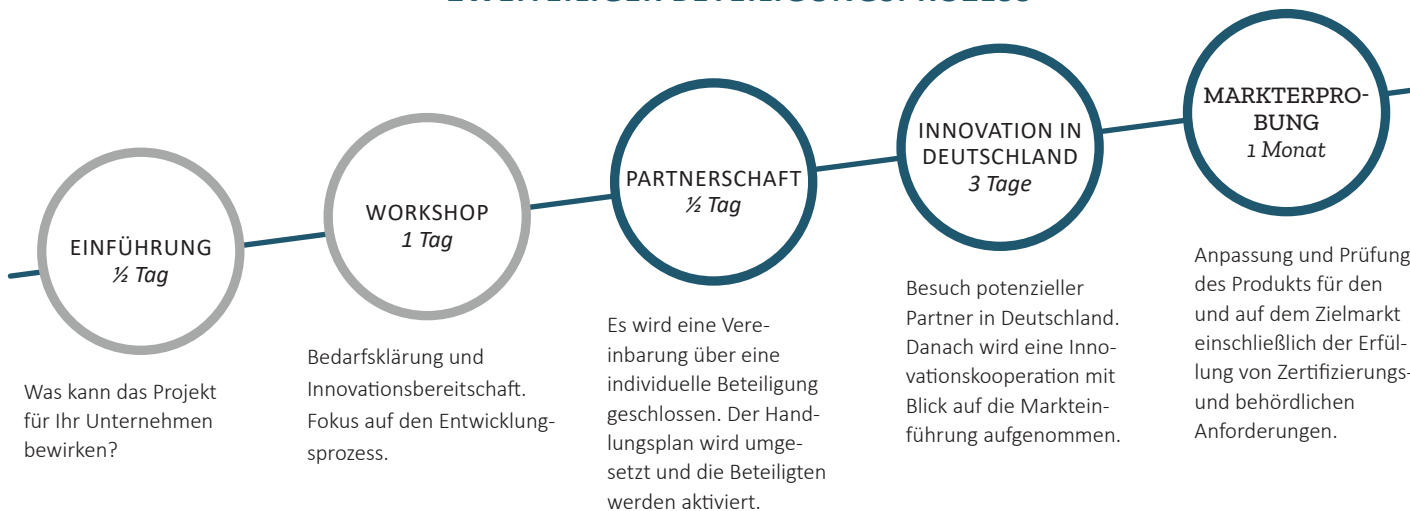 ZWEITEILIGER BETEILIGUNGSPROZESS
EINFÜHRUNG
½ Tag
Was kann das Projekt
für Ihr Unternehmen
bewirken?
WORKSHOP
1 Tag
Bedarfsklärung und
Innovationsbereitschaft.
Fokus auf den Entwicklung-
sprozess.
PARTNERSCHAFT
½ Tag
Es wird eine Vere-
inbarung über eine
individuelle Beteiligung
geschlossen. Der Hand-
lungsplan wird umge-
setzt und die Beteiligten
werden aktiviert.
INNOVATION IN
DEUTSCHLAND
3 Tage
Besuch potenzieller
Partner in Deutschland.
Danach wird eine Inno-
vationskooperation mit
Blick auf die Marktein-
führung aufgenommen.
MARKTERPRO-
BUNG
1 Monat
Anpassung und Prüfung
des Produkts für den
und auf dem Zielmarkt
einschließlich der Erfül-
lung von Zertifizierungs-
und behördlichen
Anforderungen.